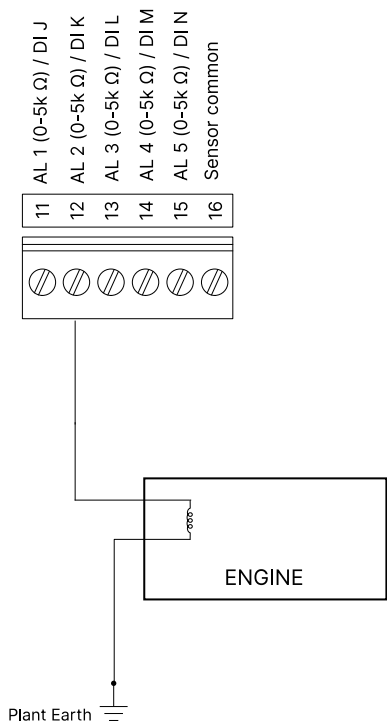 AL 1 (0-5k Ω) / DI J
AL 2 (0-5k Ω) / DI K
AL 3 (0-5k Ω) / DI L
AL 4 (0-5k Ω) / DI M
AL 5 (0-5k Ω) / DI N
Sensor common
11
12
13
14
15
16
ENGINE
Plant Earth